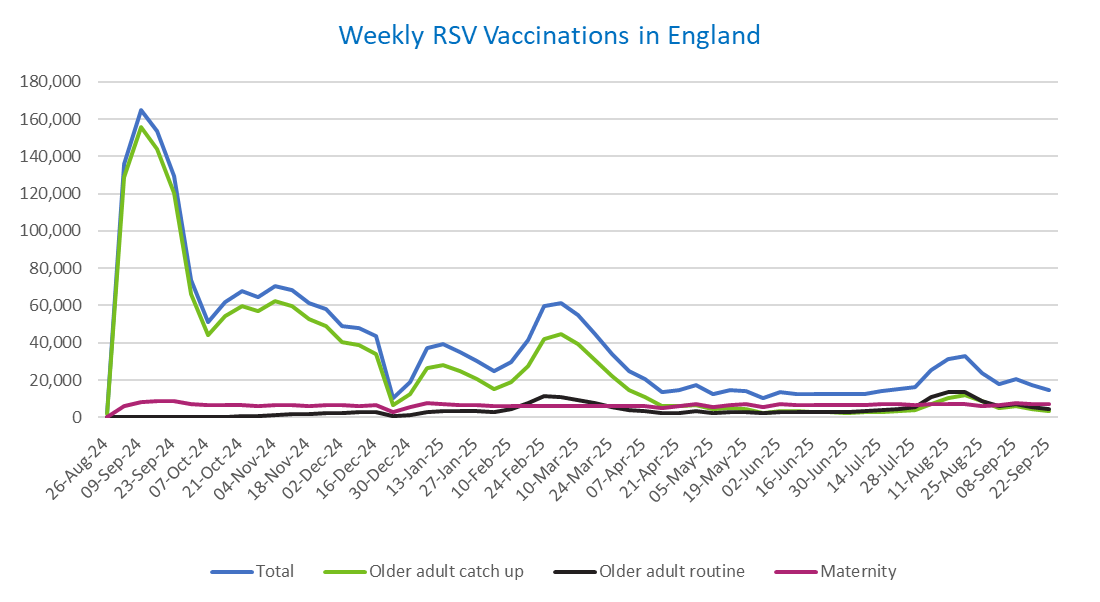 Weekly RSV Vaccinations in England
180,000
160,000
140,000
120,000
100,000
80,000
60,000
40,000
20,000
0
26-Aug-24
09-Sep-24
23-Sep-24
07-Oct-24
21-Oct-24
04-Nov-24
18-Nov-24
02-Dec-24
16-Dec-24
30-Dec-24
13-Jan-25
27-Jan-25
10-Feb-25
24-Feb-25
10-Mar-25
24-Mar-25
07-Apr-25
21-Apr-25
05-May-25
19-May-25
02-Jun-25
16-Jun-25
30-Jun-25
14-Jul-25
28-Jul-25
11-Aug-25
25-Aug-25
08-Sep-25
22-Sep-25
Total Older adult catch up Older adult routine Maternity